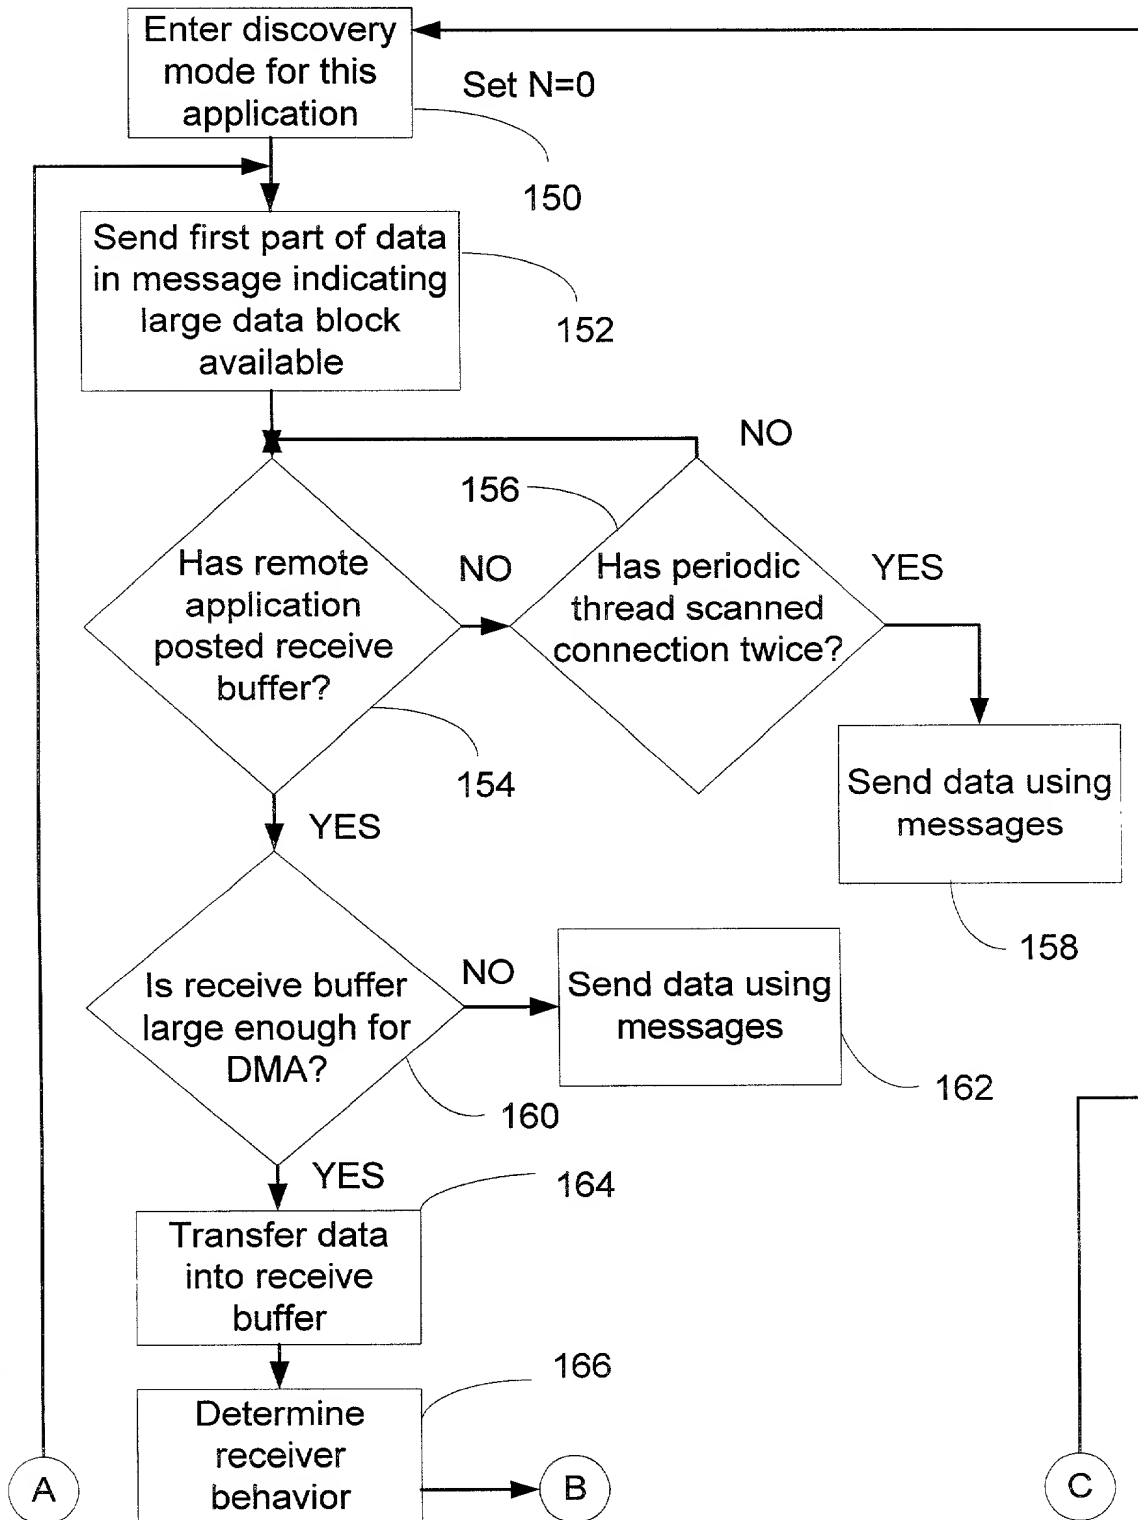 Enter discovery
mode for this
application
Set N=0
150
Send first part of data
in message indicating
large data block
available
152
NO
156
Has remote
application
posted receive
buffer?
NO
Has periodic
thread scanned
connection twice?
YES
154
Send data using
messages
YES
158
Is receive buffer
large enough for
DMA?
NO
Send data using
messages
160
162
YES
164
Transfer data
into receive
buffer
166
Determine
receiver
behavior
A
B
C